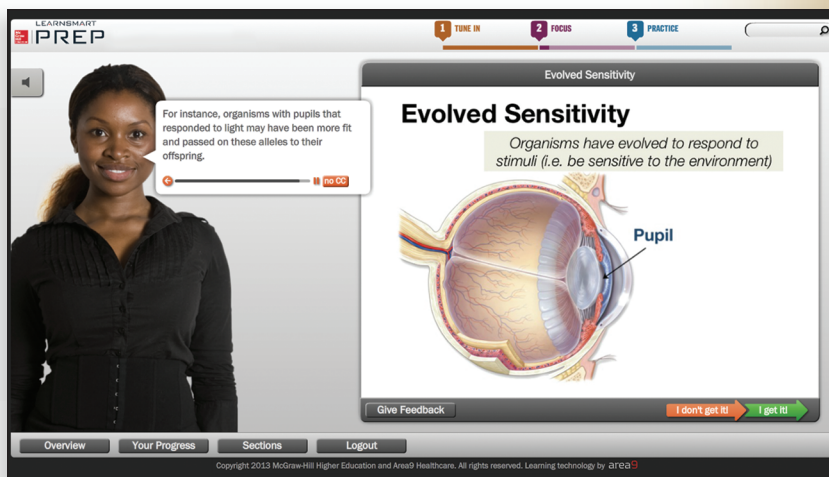 LEARNSMART
PREP
1 TUNE IN
2 FOCUS
3 PRACTICE
Evolved Sensitivity
For instance, organisms with pupils that
responded to light may have been more fit
and passed on these alleles to their
offspring.
no CC
Evolved Sensitivity
Organisms have evolved to respond to
stimuli (i.e. be sensitive to the environment)
Pupil
Give Feedback
I don't get it!
I get it!
Overview
Your Progress
Sections
Logout
Copyright 2013 McGraw-Hill Higher Education and Area9 Healthcare. All rights reserved. Learning technology by area9